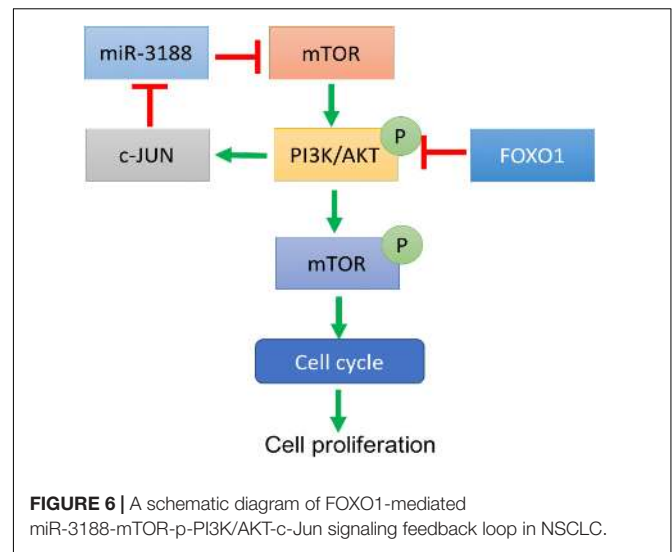 miR-3188
mTOR
c-JUN
PI3K/AKT
P
FOXO1
mTOR
P
Cell cycle
Cell proliferation
FIGURE 6 | A schematic diagram of FOXO1-mediated
miR-3188-mTOR-p-PI3K/AKT-c-Jun signaling feedback loop in NSCLC.